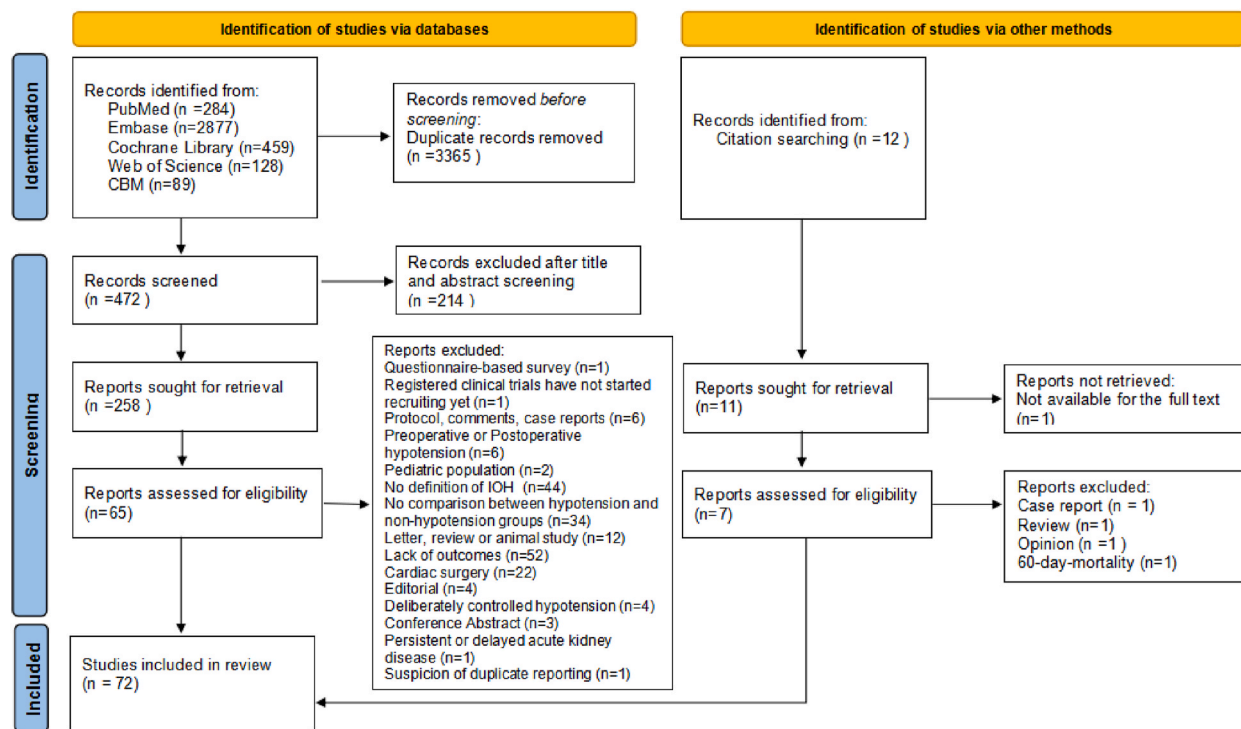 Identification of studies via databases
Identification of studies via other methods
Identification
Records identified from:
PubMed (n =284)
Embase (n=2877)
Cochrane Library (n=459)
Web of Science (n=128)
CBM (n=89)
Records removed before
screening:
Duplicate records removed
(n =3365 )
Records identified from:
Citation searching (n =12 )
Screening
Records screened
(n =472 )
Records excluded after title
and abstract screening
(n =214 )
Reports sought for retrieval
(n =258 )
Reports assessed for eligibility
(n=65)
Reports excluded:
Questionnaire-based survey (n=1)
Registered clinical trials have not started
recruiting yet (n=1)
Protocol, comments, case reports (n=6)
Preoperative or Postoperative
hypotension (n=6)
Pediatric population (n=2)
No definition of IOH (n=44)
No comparison between hypotension and
non-hypotension groups (n=34)
Letter, review or animal study (n=12)
Lack of outcomes (n=52)
Cardiac surgery (n=22)
Editorial (n=4)
Deliberately controlled hypotension (n=4)
Conference Abstract (n=3)
Persistent or delayed acute kidney
disease (n=1)
Suspicion of duplicate reporting (n=1)
Reports sought for retrieval
(n=11)
Reports not retrieved:
Not available for the full text
(n=1)
Reports assessed for eligibility
(n=7)
Reports excluded:
Case report (n = 1)
Review (n=1)
Opinion (n =1 )
60-day-mortality (n=1)
Included
Studies included in review
(n = 72)